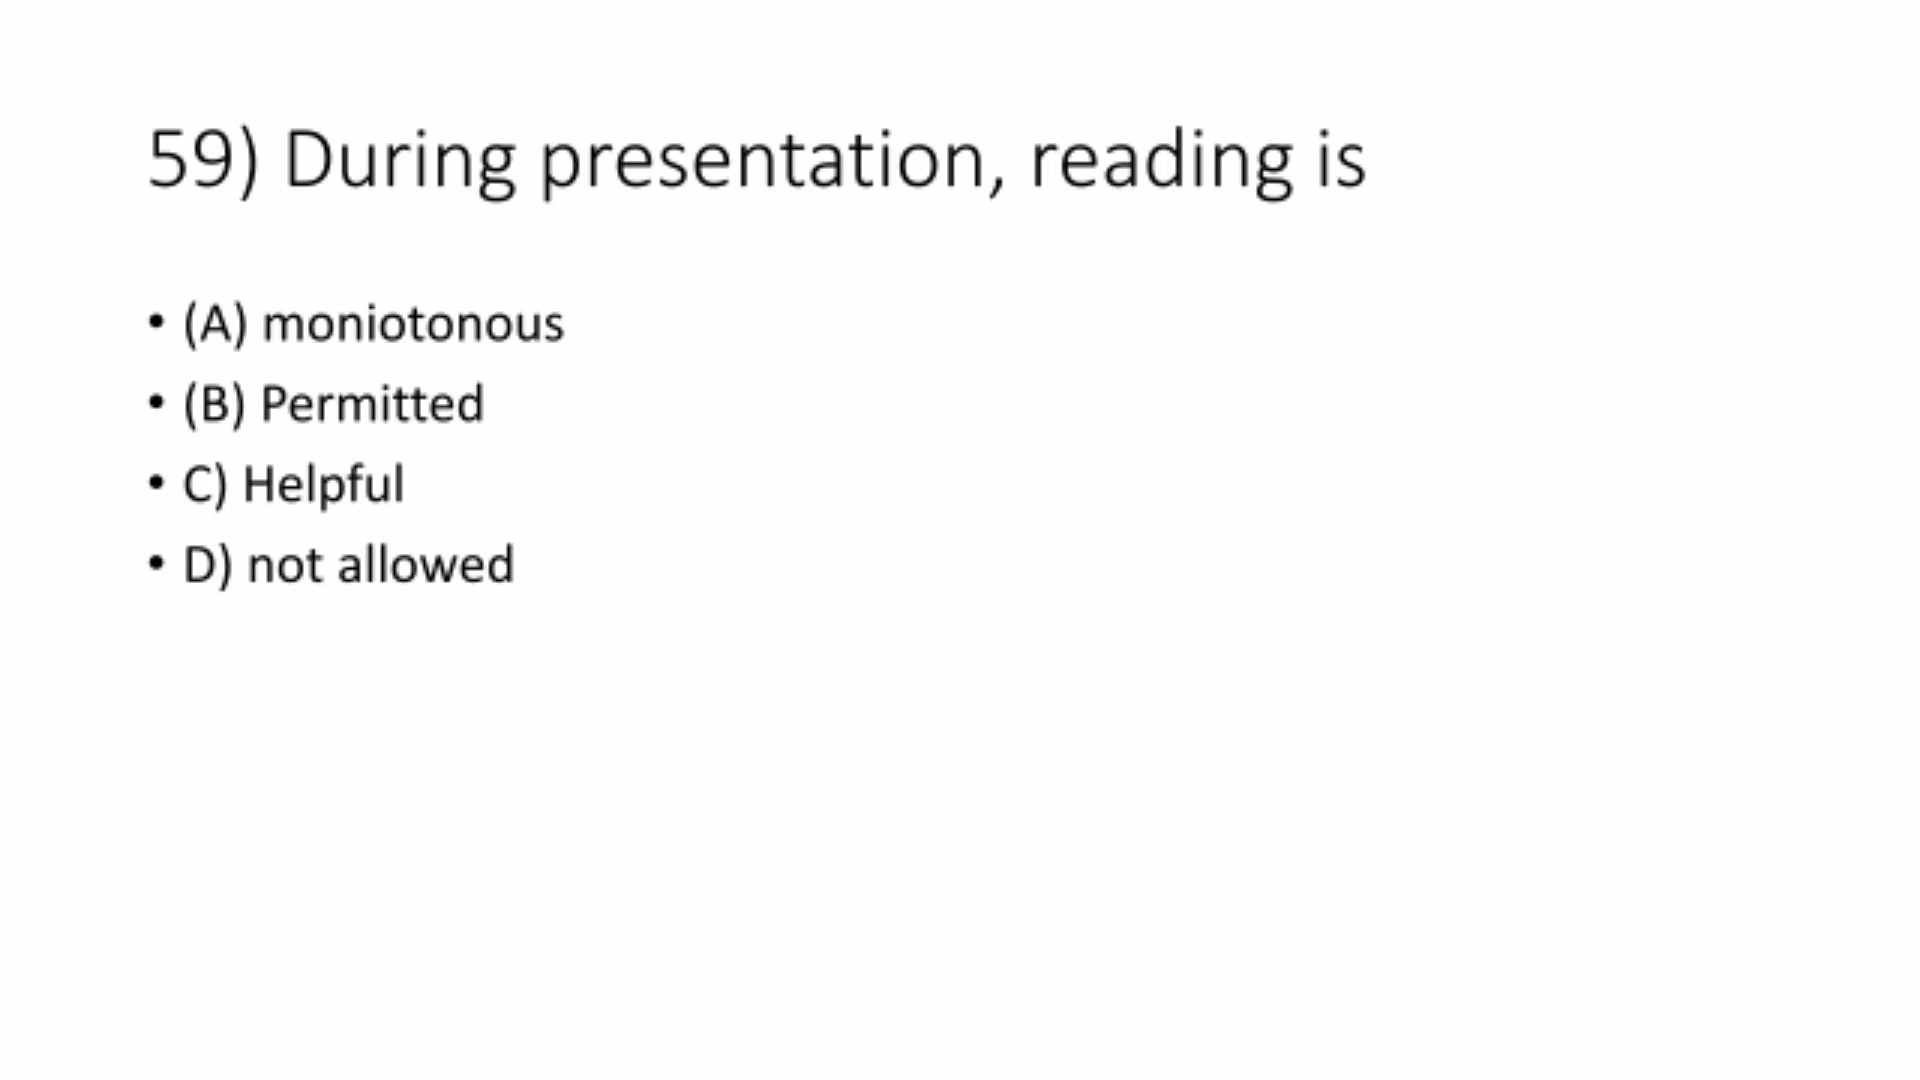 59) During presentation, reading is
• (A) moniotonous
• (B) Permitted
• C) Helpful
• D) not allowed